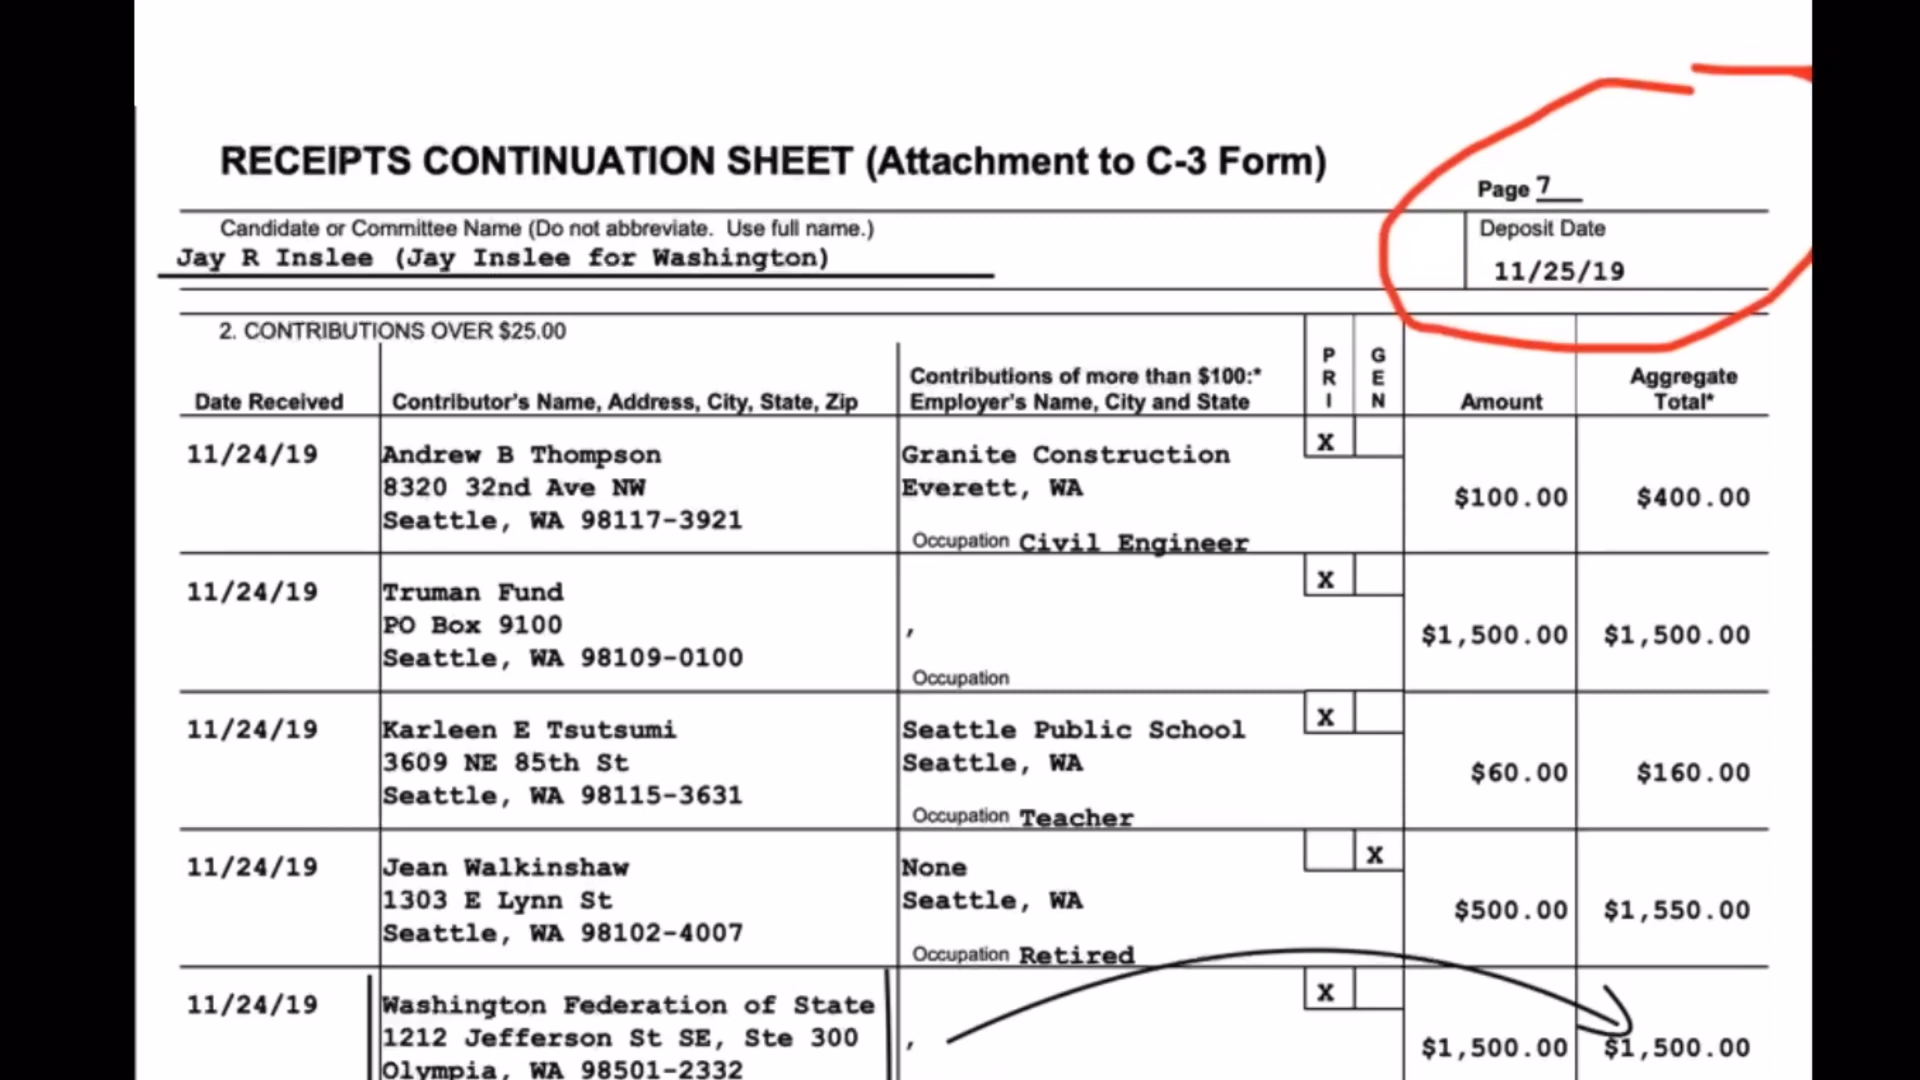 RECEIPTS CONTINUATION SHEET (Attachment to C-3 Form)
Page 7
Candidate or Committee Name (Do not abbreviate. Use full name.)
Deposit Date
Jay R Inslee (Jay Inslee for Washington)
11/25/19
2. CONTRIBUTIONS OVER $25.00
Date Received
Contributor's Name, Address, City, State, Zip
Contributions of more than $100:*
Employer's Name, City and State
PRI
GEN
Amount
Aggregate
Total*
11/24/19
Andrew B Thompson
8320 32nd Ave NW
Seattle, WA 98117-3921
Granite Construction
Everett, WA
Occupation Civil Engineer
X
$100.00
$400.00
11/24/19
Truman Fund
PO Box 9100
Seattle, WA 98109-0100
,
Occupation
X
$1,500.00
$1,500.00
11/24/19
Karleen E Tsutsumi
3609 NE 85th St
Seattle, WA 98115-3631
Seattle Public School
Seattle, WA
Occupation Teacher
X
$60.00
$160.00
11/24/19
Jean Walkinshaw
1303 E Lynn St
Seattle, WA 98102-4007
None
Seattle, WA
Occupation Retired
X
$500.00
$1,550.00
11/24/19
Washington Federation of State
1212 Jefferson St SE, Ste 300
Olympia, WA 98501-2332
,
X
$1,500.00
$1,500.00